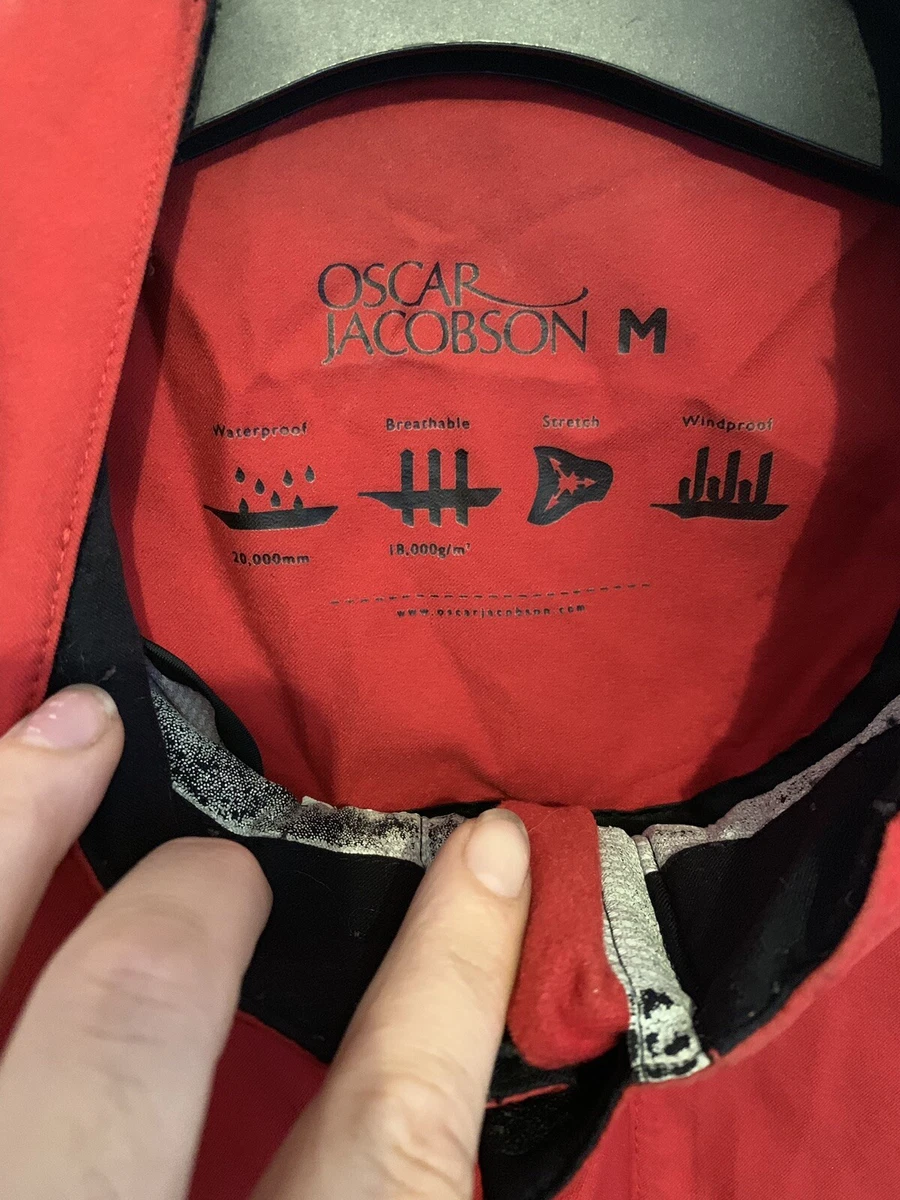 OSCAR
JACOBSON M
Waterproof Breathable Stretch Windproof
20,000mm 18,000g/m²
www.oscarjacobson.com